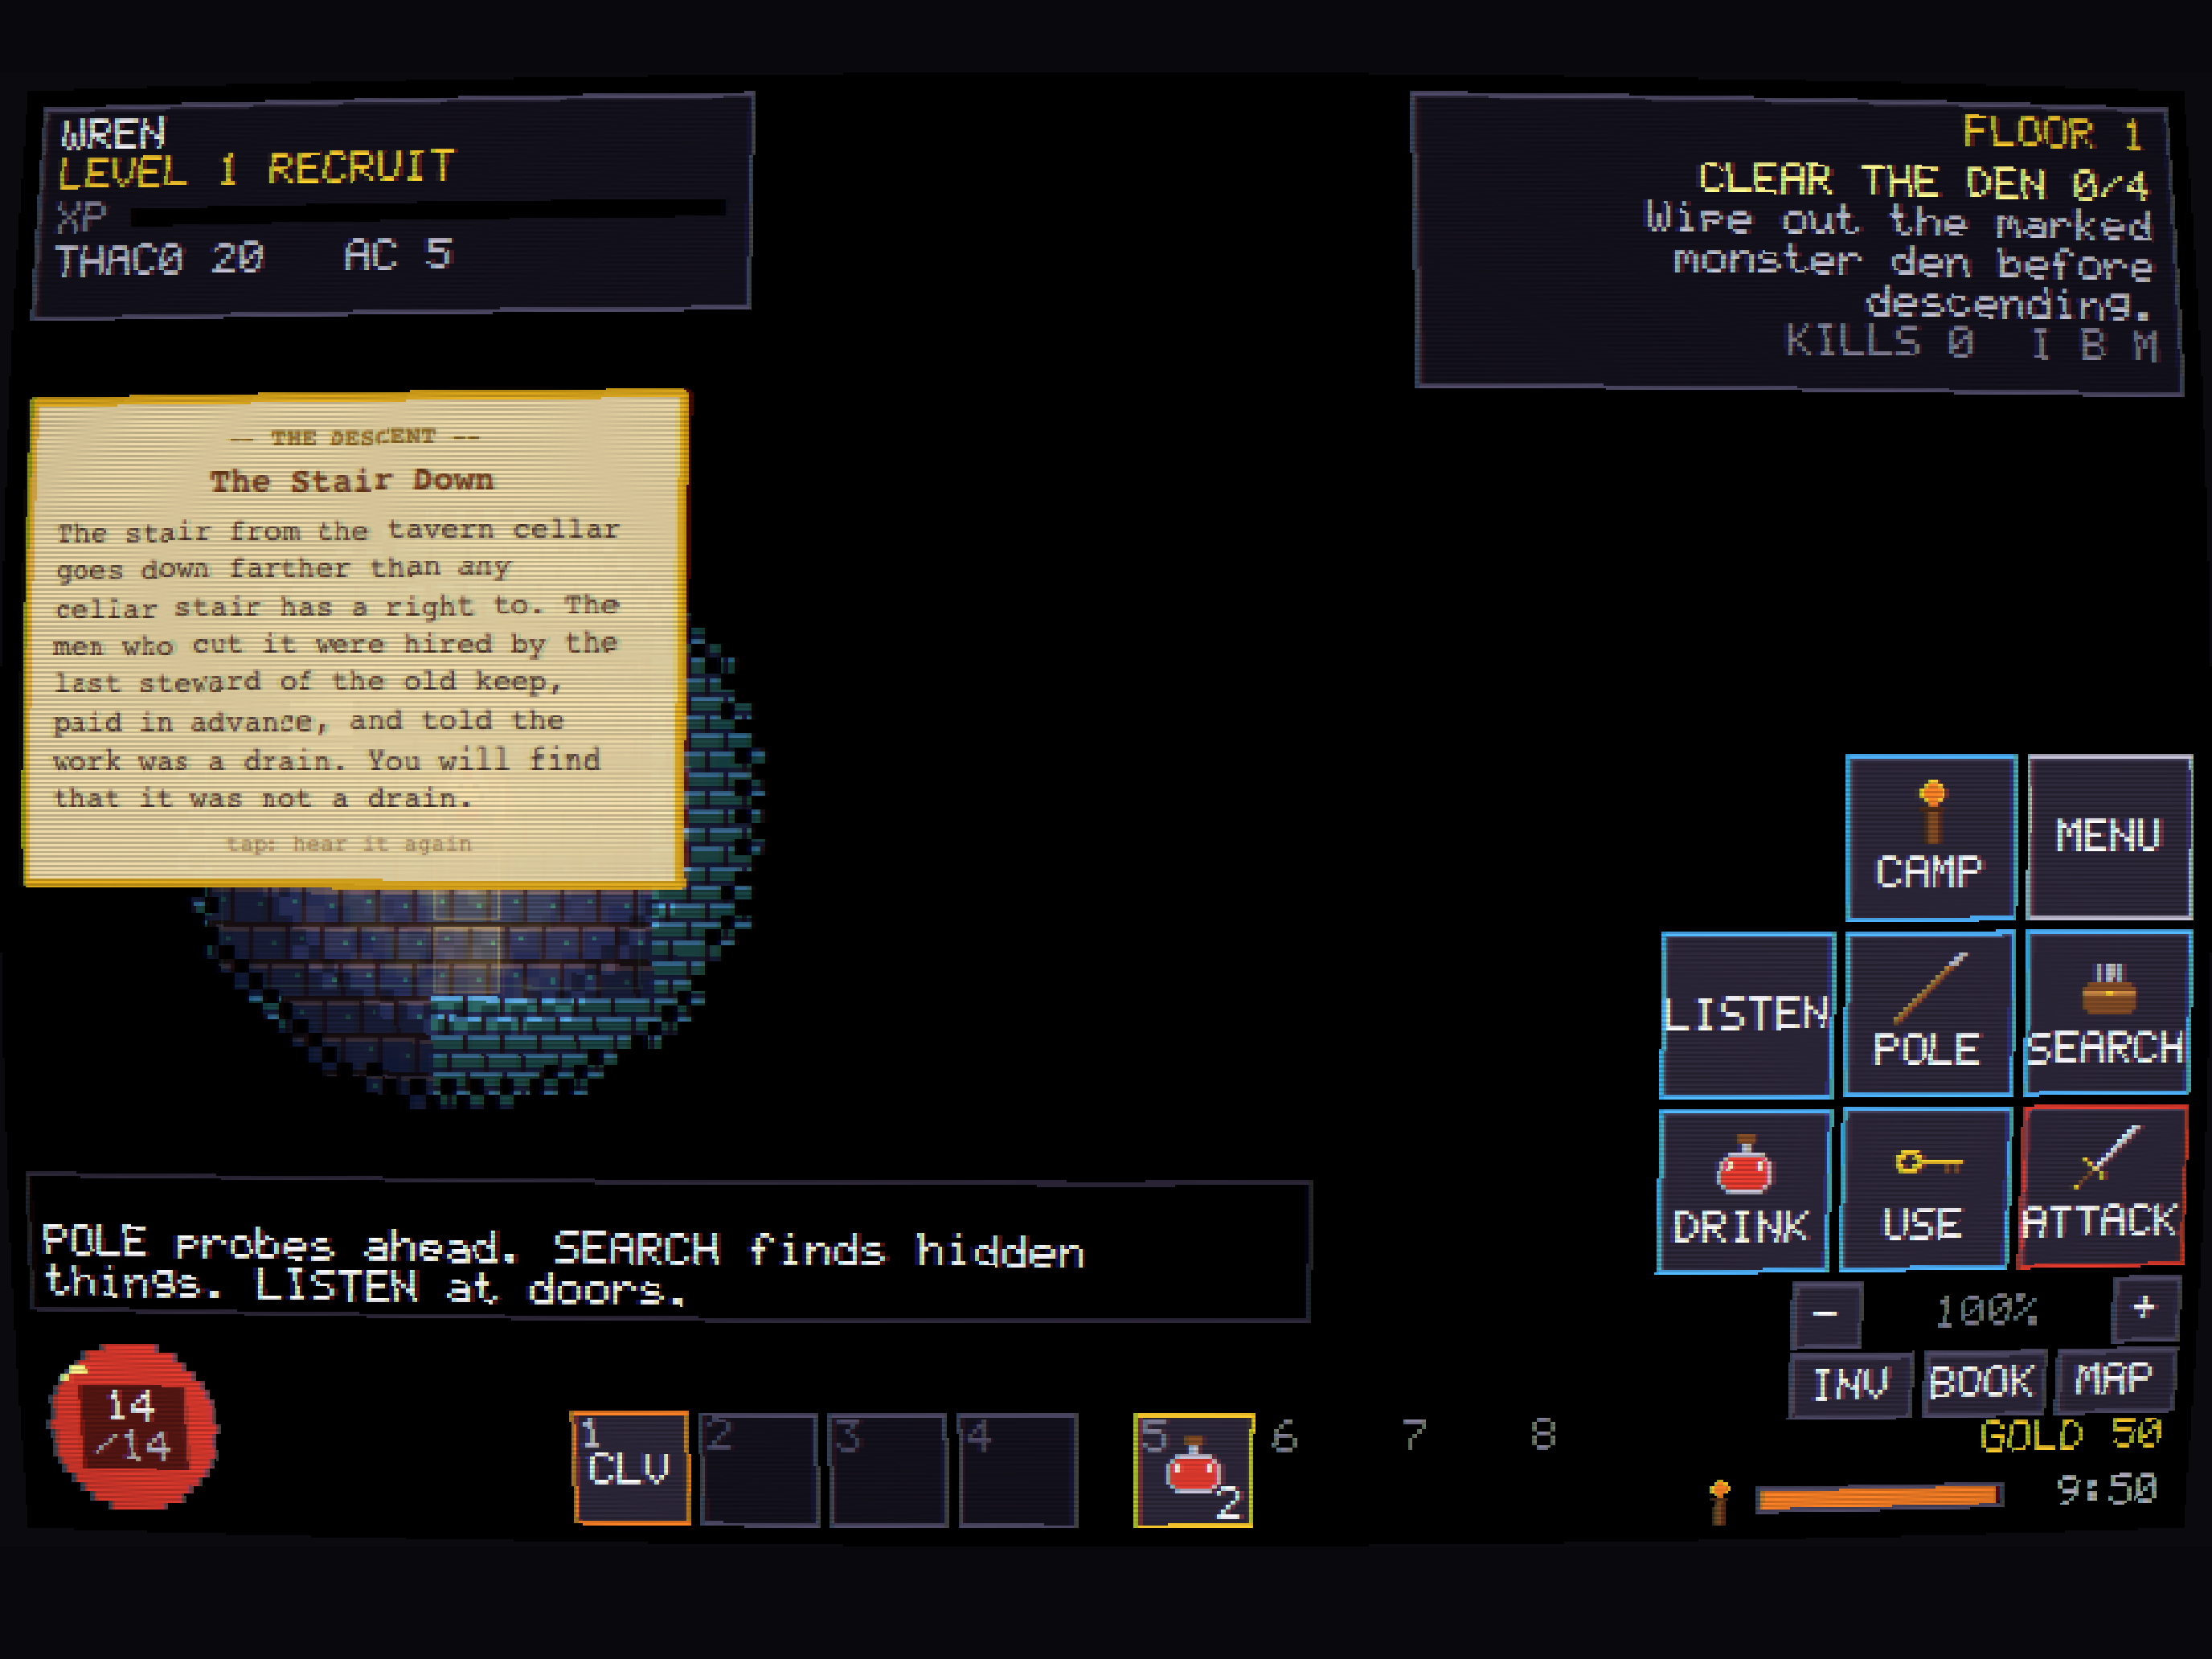 WREN
LEVEL 1 RECRUIT
XP
THAC0 20 AC 5
FLOOR 1
CLEAR THE DEN 0/4
Wipe out the marked
monster den before
descending.
KILLS 0 I B M
-- THE DESCENT --
The Stair Down
The stair from the tavern cellar
goes down farther than any
cellar stair has a right to. The
men who cut it were hired by the
last steward of the old keep,
paid in advance, and told the
work was a drain. You will find
that it was not a drain.
tap: hear it again
CAMP
MENU
LISTEN
POLE
SEARCH
DRINK
USE
ATTACK
POLE probes ahead. SEARCH finds hidden
things. LISTEN at doors.
- 100% +
INV BOOK MAP
GOLD 50
9:50
14
/14
1 2 3 4 5 6 7 8
CLV
2